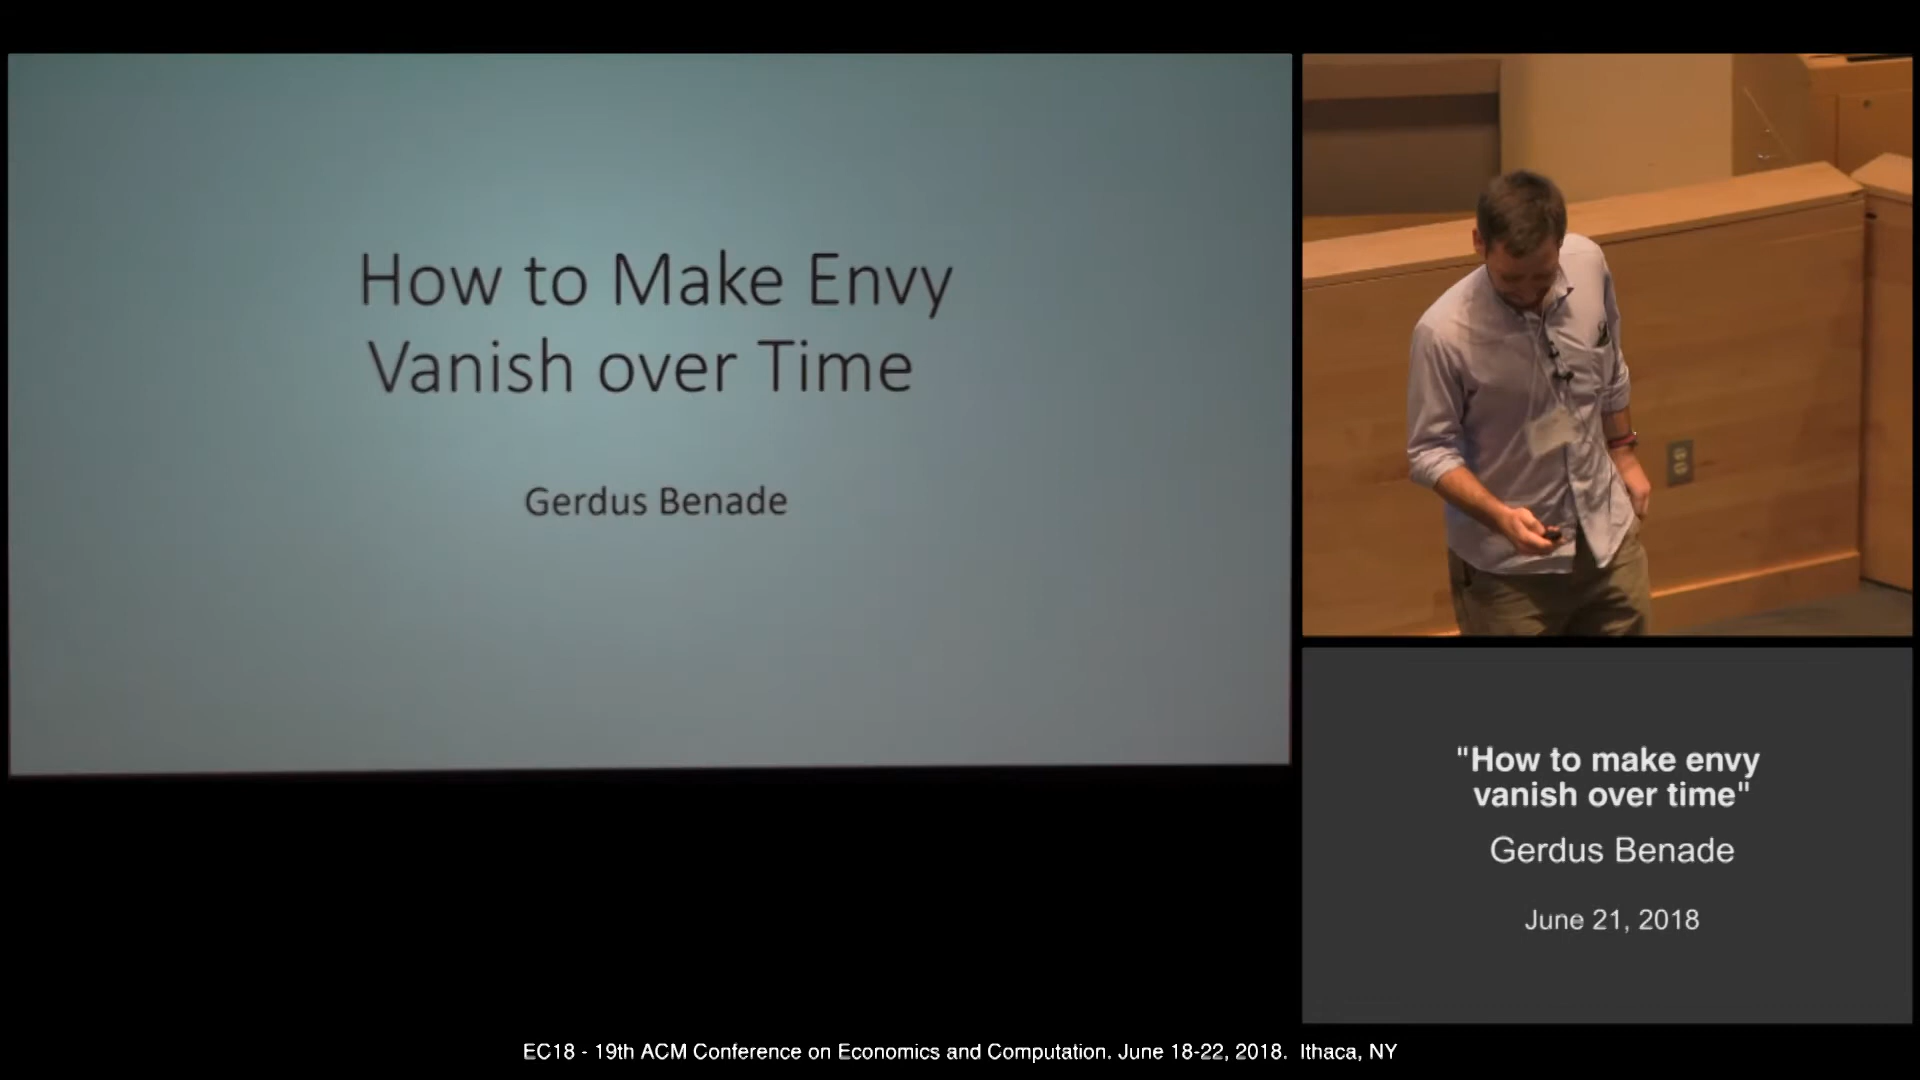 How to Make Envy
Vanish over Time
Gerdus Benade
"How to make envy
vanish over time"
Gerdus Benade
June 21, 2018
EC18 - 19th ACM Conference on Economics and Computation. June 18-22, 2018. Ithaca, NY